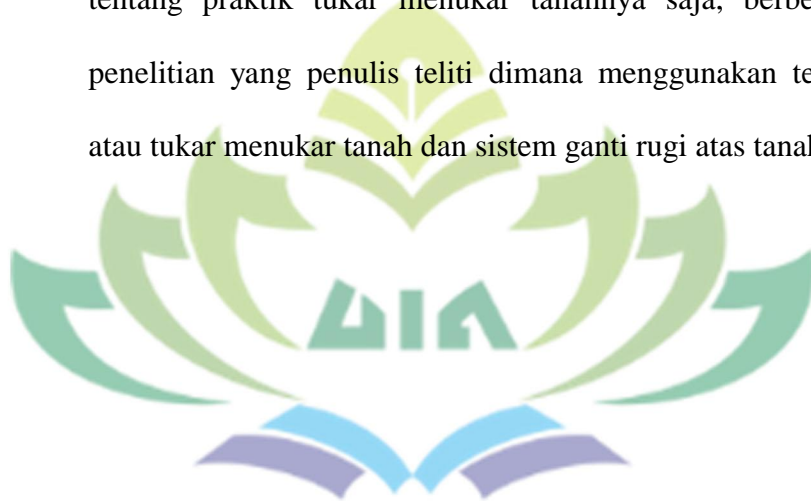 tentang praktik tukar menukar tanahnya saja,
penelitian yang penulis teliti dimana menggunakan
atau tukar menukar tanah dan sistem ganti rugi atas
UIN